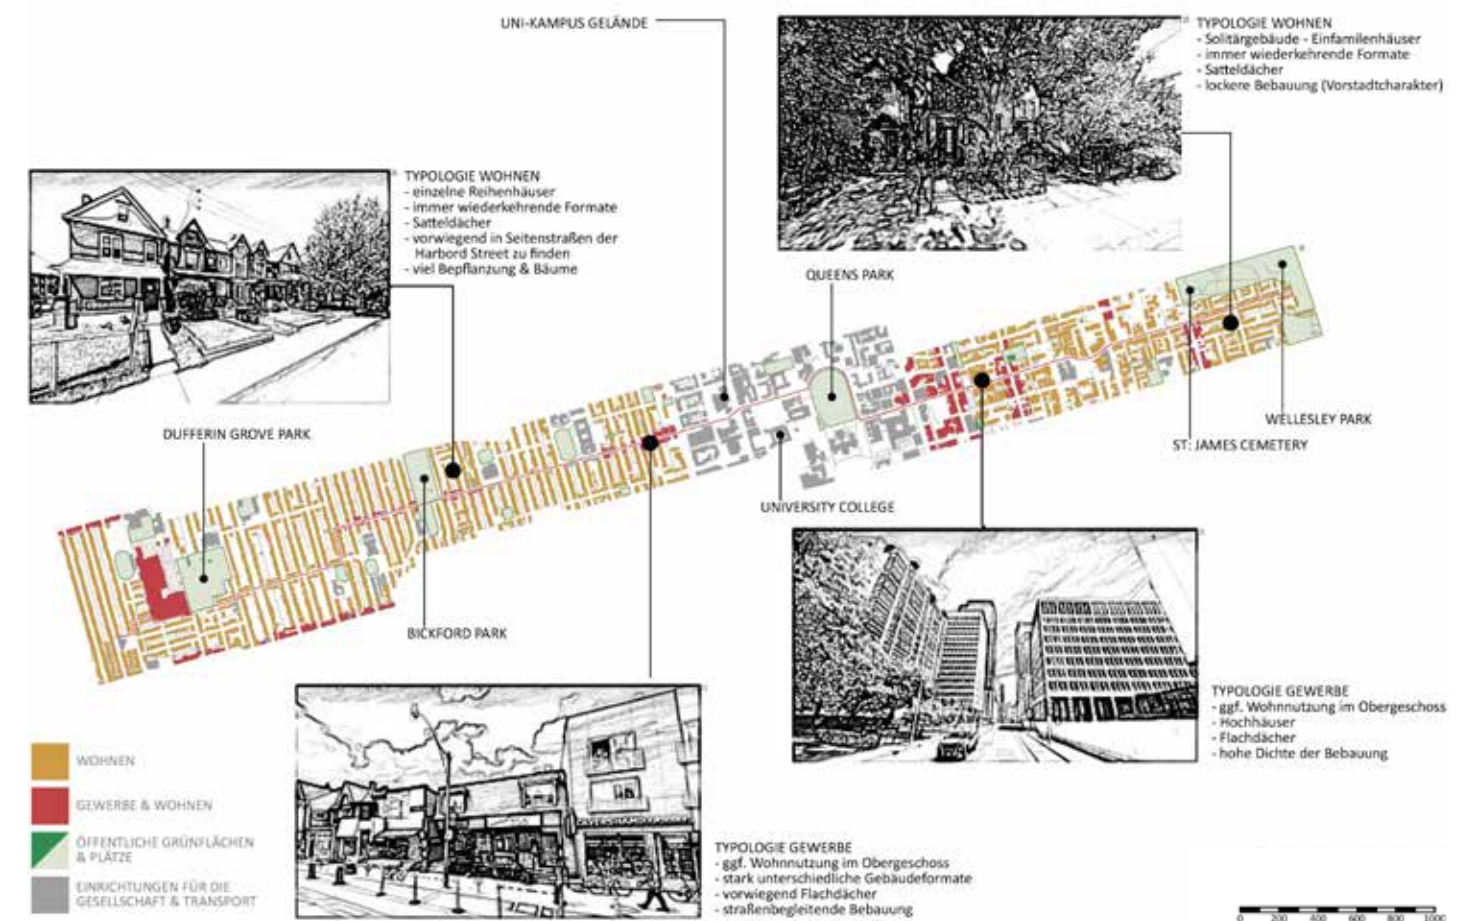 UNI-KAMPUS GELÄNDE
TYPOLOGIE WOHNEN
- Solitärgebäude - Einfamilenhäuser
- immer wiederkehrende Formate
- Satteldächer
- lockere Bebauung (Vorstadtcharakter)
TYPOLOGIE WOHNEN
- einzelne Reihenhäuser
- immer wiederkehrende Formate
- Satteldächer
- vorwiegend in Seitenstraßen der
Harbord Street zu finden
- viel Bepflanzung & Bäume
QUEENS PARK
DUFFERIN GROVE PARK
WELLESLEY PARK
ST: JAMES CEMETERY
UNIVERSITY COLLEGE
BICKFORD PARK
TYPOLOGIE GEWERBE
- ggf. Wohnnutzung im Obergeschoss
- Hochhäuser
- Flachdächer
- hohe Dichte der Bebauung
WOHNEN
GEWERBE & WOHNEN
ÖFFENTLICHE GRÜNFLÄCHEN
& PLÄTZE
EINRICHTUNGEN FÜR DIE
GESELLSCHAFT & TRANSPORT
TYPOLOGIE GEWERBE
- ggf. Wohnnutzung im Obergeschoss
- stark unterschiedliche Gebäudeformate
- vorwiegend Flachdächer
- straßenbegleitende Bebauung
0 200 400 600 800 1000